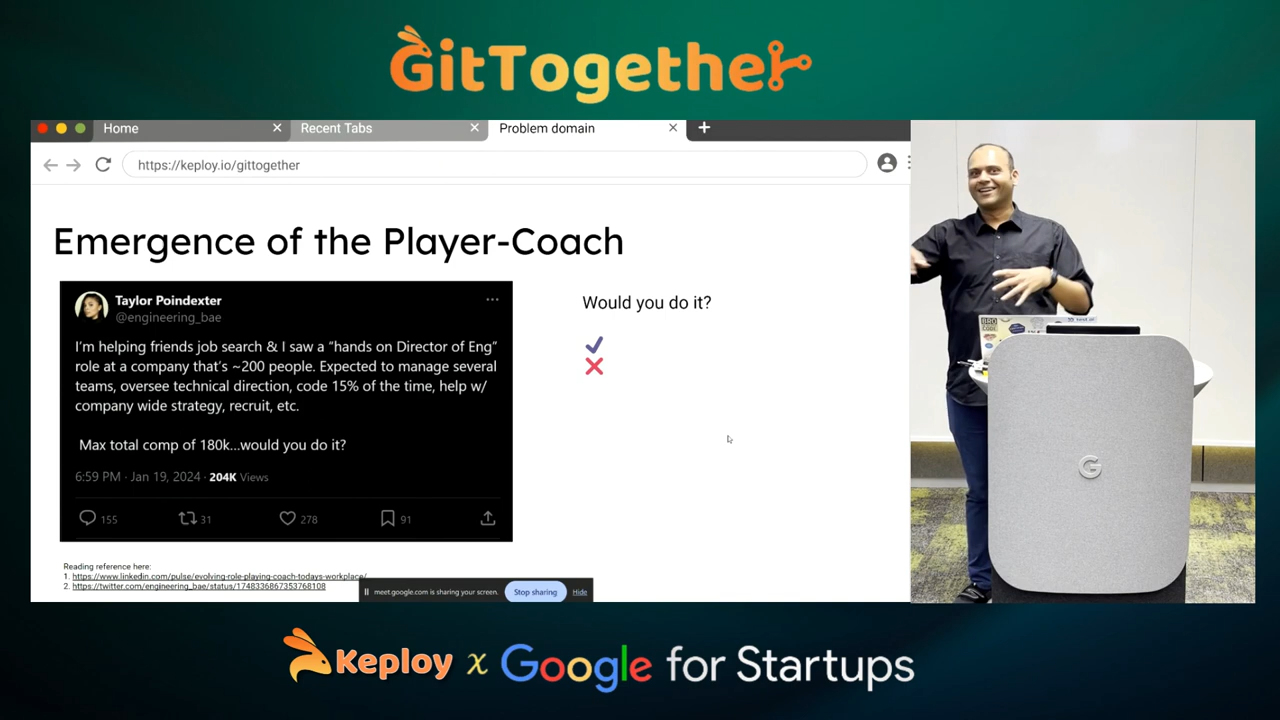 GitTogether
Home
Recent Tabs
Problem domain
https://keploy.io/gittogether
Emergence of the Player-Coach
Taylor Poindexter
@engineering_bae
I'm helping friends job search & I saw a "hands on Director of Eng"
role at a company that's ~200 people. Expected to manage several
teams, oversee technical direction, code 15% of the time, help w/
company wide strategy, recruit, etc.
Max total comp of 180k...would you do it?
6:59 PM · Jan 19, 2024 · 204K Views
155
31
278
91
Would you do it?
Reading reference here:
1. https://www.linkedin.com/pulse/evolving-role-playing-coach-todays-workplace/
2. https://twitter.com/engineering_bae/status/1748336867353768108
meet.google.com is sharing your screen.
Stop sharing
Hide
BRO
CODE
G
Keploy x Google for Startups